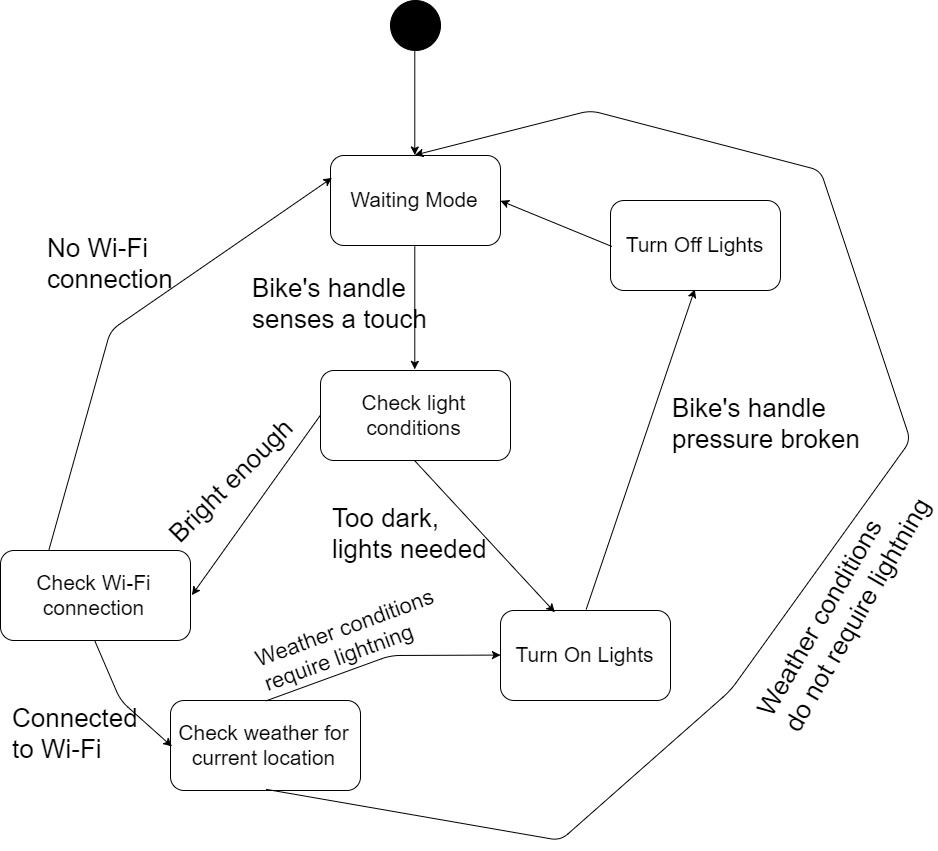 Waiting Mode
Turn Off Lights
No Wi-Fi
connection
Bike's handle
senses a touch
Check light
conditions
Bike's handle
pressure broken
Bright enough
Too dark,
lights needed
Check Wi-Fi
connection
Weather conditions
require lightning
Turn On Lights
Weather conditions
do not require lightning
Connected
to Wi-Fi
Check weather for
current location